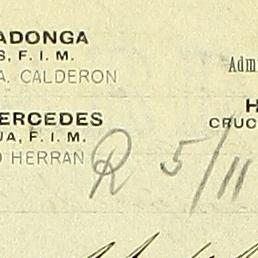 ADONGA
S, F. I. M.
A, CALDERON
Adm
ERCEDES
UA, F. I. M.
O HERRAN
H
CRUC
R 5/11